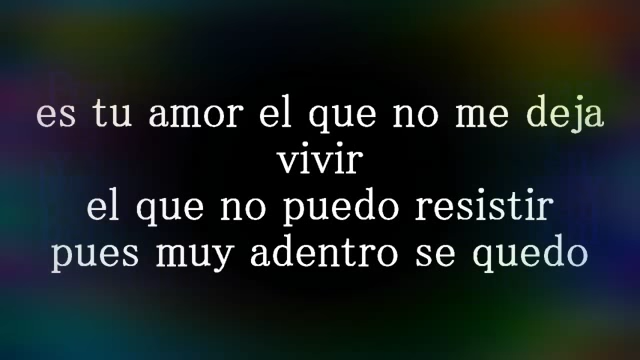 es tu amor el que no me deja
vivir
el que no puedo resistir
pues muy adentro se quedo